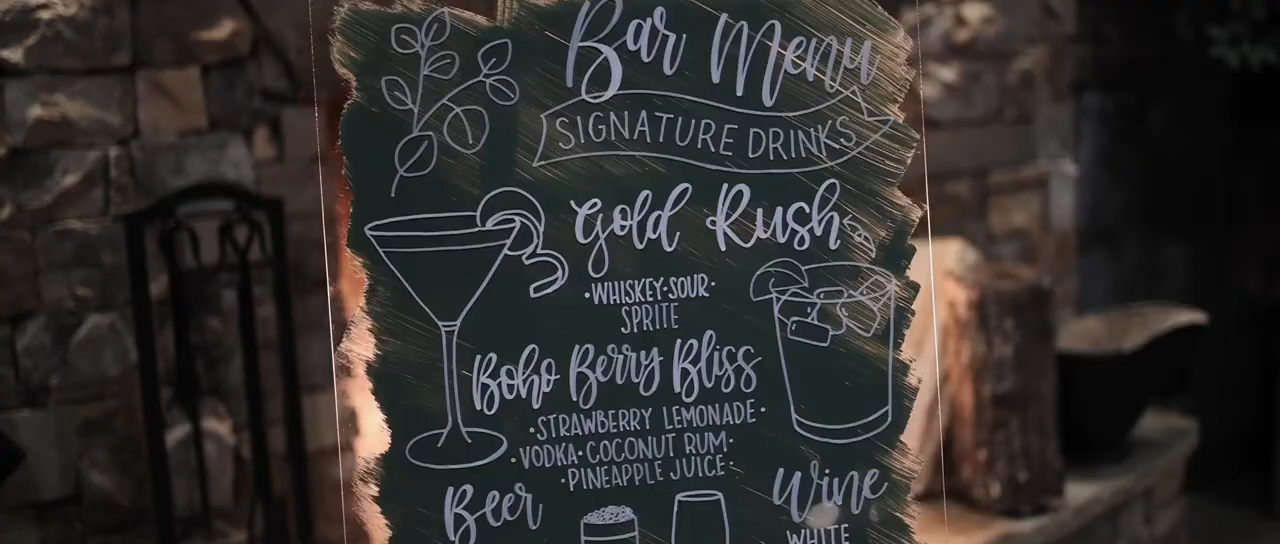 Bar Menu
SIGNATURE DRINKS
Gold Rush
·WHISKEY·SOUR·
SPRITE
Boho Berry Bliss
·STRAWBERRY LEMONADE·
·VODKA·COCONUT RUM·
·PINEAPPLE JUICE·
Beer
Wine
WHITE